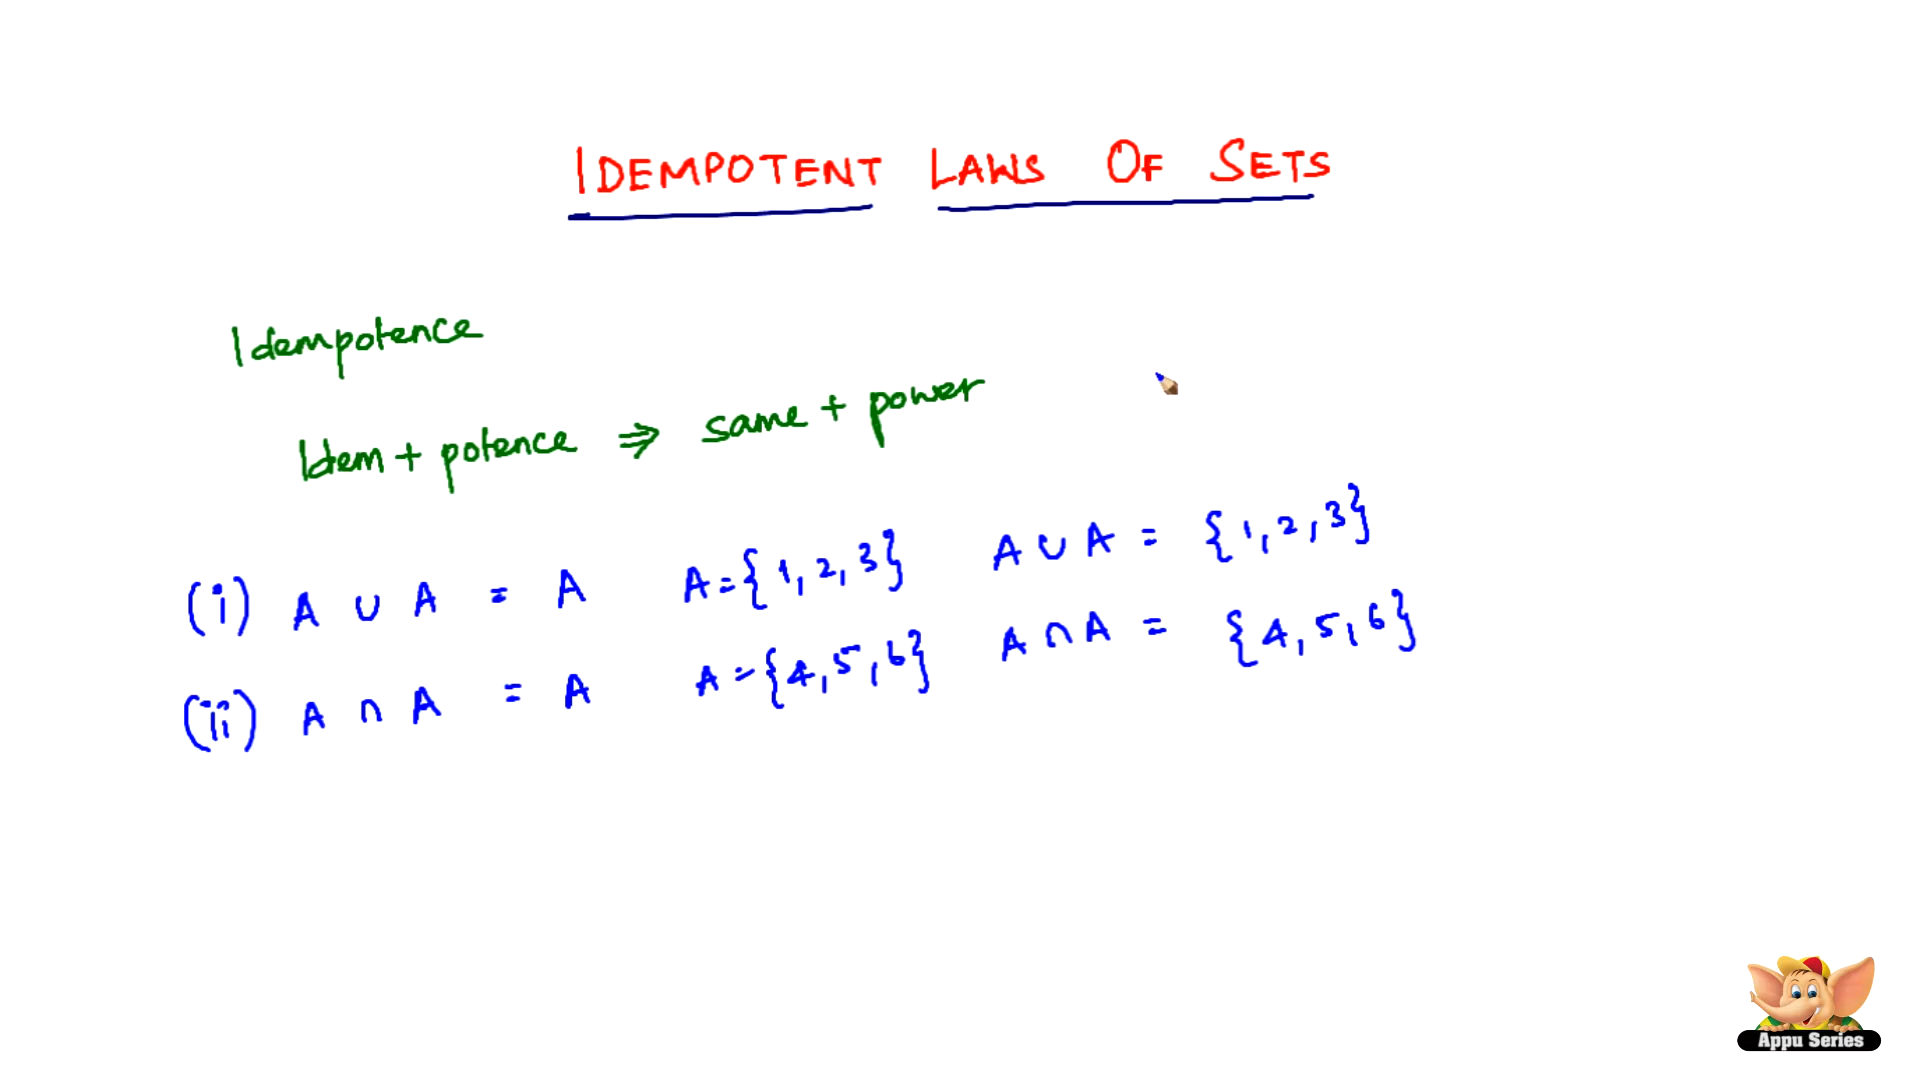 IDEMPOTENT LAWS OF SETS
Idempotence
Idem + potence ⇒ same + power
(i) A ∪ A = A A = {1, 2, 3} A ∪ A = {1, 2, 3}
(ii) A ∩ A = A A = {4, 5, 6} A ∩ A = {4, 5, 6}
Appu Series